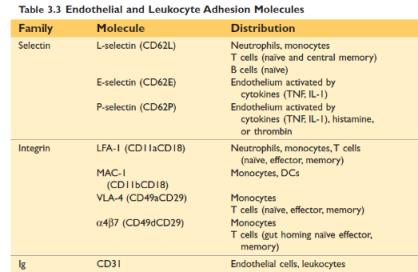 Table 3.3 Endothelial and Leukocyte Adhesion Molecules
Family Molecule Distribution
Selectin L-selectin (CD62L) Neutrophils, monocytes
T cells (naïve and central memory)
B cells (naïve)
E-selectin (CD62E) Endothelium activated by
cytokines (TNF, IL-1)
P-selectin (CD62P) Endothelium activated by
cytokines (TNF, IL-1), histamine,
or thrombin
Integrin LFA-1 (CD11aCD18) Neutrophils, monocytes, T cells
(naïve, effector, memory)
MAC-1 Monocytes, DCs
(CD11bCD18)
VLA-4 (CD49aCD29) Monocytes
T cells (naïve, effector, memory)
α4β7 (CD49dCD29) Monocytes
T cells (gut homing naïve effector,
memory)
Ig CD31 Endothelial cells, leukocytes